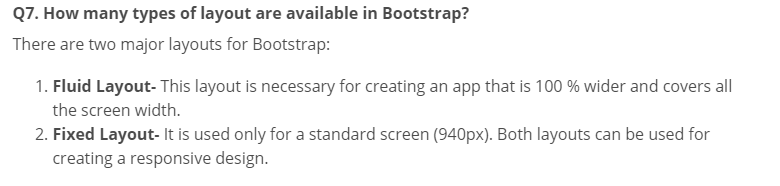 Q7. How many types of layout are available in Bootstrap?
There are two major layouts for Bootstrap:
1. Fluid Layout- This layout is necessary for creating an app that is 100 % wider and covers all
the screen width.
2. Fixed Layout- It is used only for a standard screen (940px). Both layouts can be used for
creating a responsive design.